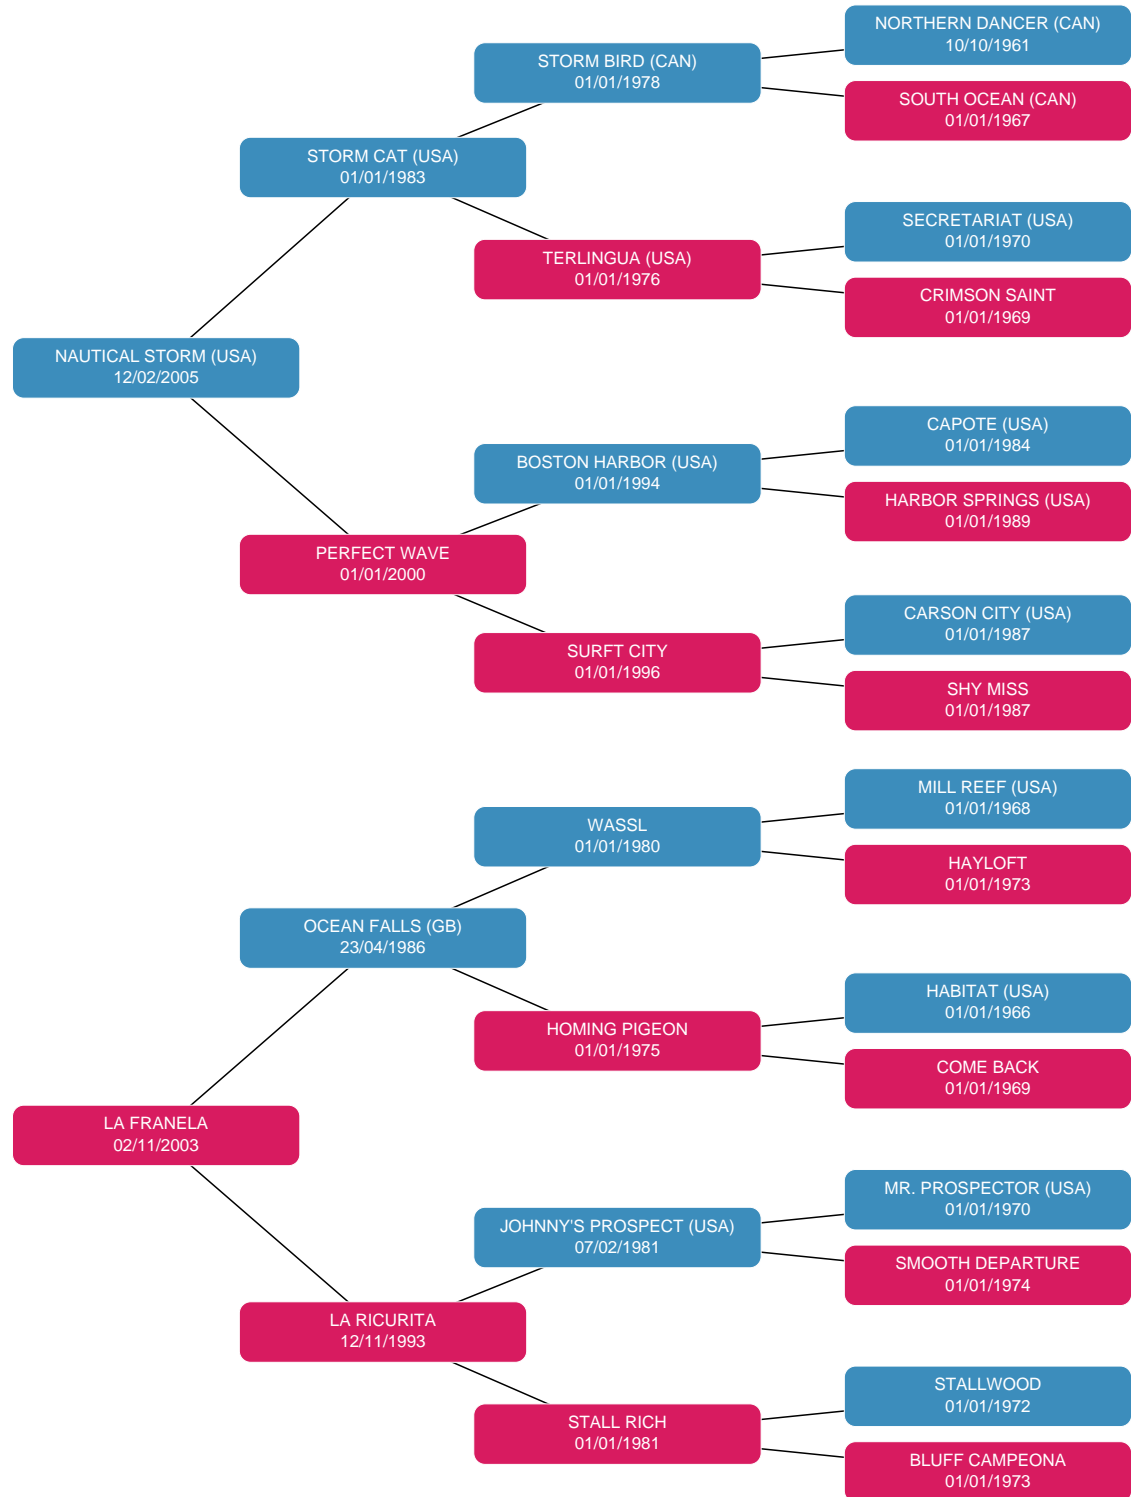 NORTHERN DANCER (CAN)
10/10/1961
STORM BIRD (CAN)
01/01/1978
SOUTH OCEAN (CAN)
01/01/1967
STORM CAT (USA)
01/01/1983
SECRETARIAT (USA)
01/01/1970
TERLINGUA (USA)
01/01/1976
CRIMSON SAINT
01/01/1969
NAUTICAL STORM (USA)
12/02/2005
CAPOTE (USA)
01/01/1984
BOSTON HARBOR (USA)
01/01/1994
HARBOR SPRINGS (USA)
01/01/1989
PERFECT WAVE
01/01/2000
CARSON CITY (USA)
01/01/1987
SURFT CITY
01/01/1996
SHY MISS
01/01/1987
MILL REEF (USA)
01/01/1968
WASSL
01/01/1980
HAYLOFT
01/01/1973
OCEAN FALLS (GB)
23/04/1986
HABITAT (USA)
01/01/1966
HOMING PIGEON
01/01/1975
COME BACK
01/01/1969
LA FRANELA
02/11/2003
MR. PROSPECTOR (USA)
01/01/1970
JOHNNY'S PROSPECT (USA)
07/02/1981
SMOOTH DEPARTURE
01/01/1974
LA RICURITA
12/11/1993
STALLWOOD
01/01/1972
STALL RICH
01/01/1981
BLUFF CAMPEONA
01/01/1973